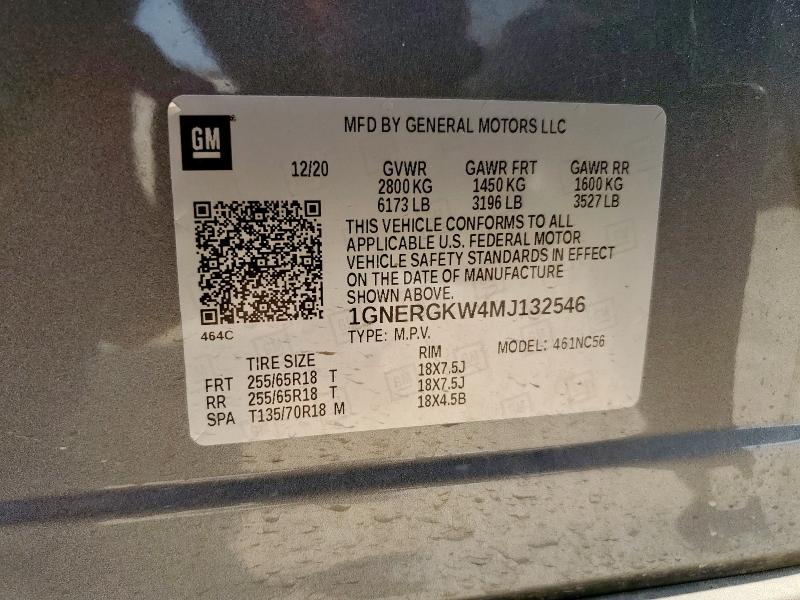 GM
MFD BY GENERAL MOTORS LLC
12/20 GVWR GAWR FRT GAWR RR
2800 KG 1450 KG 1600 KG
6173 LB 3196 LB 3527 LB
THIS VEHICLE CONFORMS TO ALL
APPLICABLE U.S. FEDERAL MOTOR
VEHICLE SAFETY STANDARDS IN EFFECT
ON THE DATE OF MANUFACTURE
SHOWN ABOVE.
1GNERGKW4MJ132546
464C
TYPE: M.P.V. MODEL: 461NC56
TIRE SIZE RIM
FRT 255/65R18 T 18X7.5J
RR 255/65R18 T 18X7.5J
SPA T135/70R18 M 18X4.5B